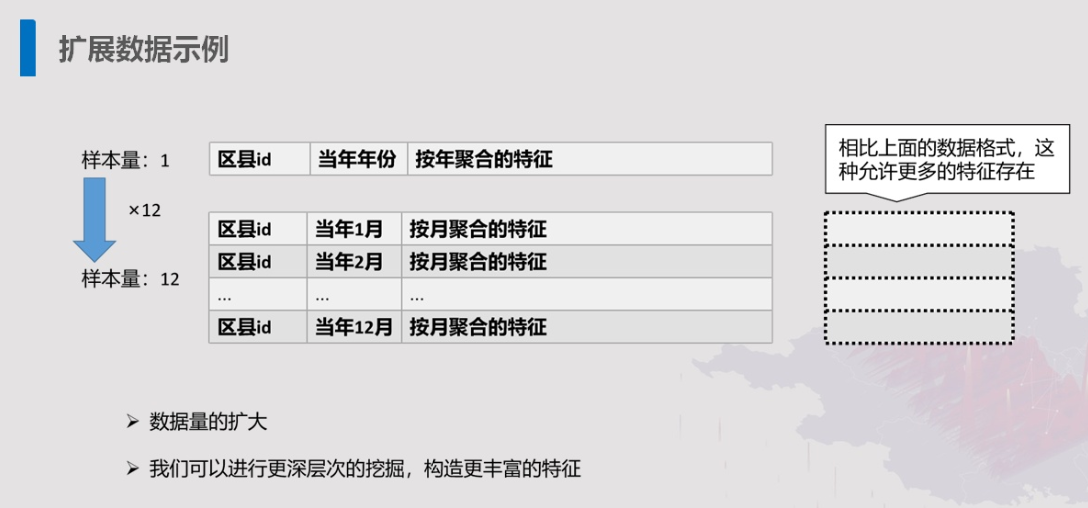 扩展数据示例
样本量：1
区县id 当年年份 按年聚合的特征
相比上面的数据格式，这
种允许更多的特征存在
×12
区县id 当年1月 按月聚合的特征
区县id 当年2月 按月聚合的特征
样本量：12
... ... ...
区县id 当年12月 按月聚合的特征
➢ 数据量的扩大
➢ 我们可以进行更深层次的挖掘，构造更丰富的特征